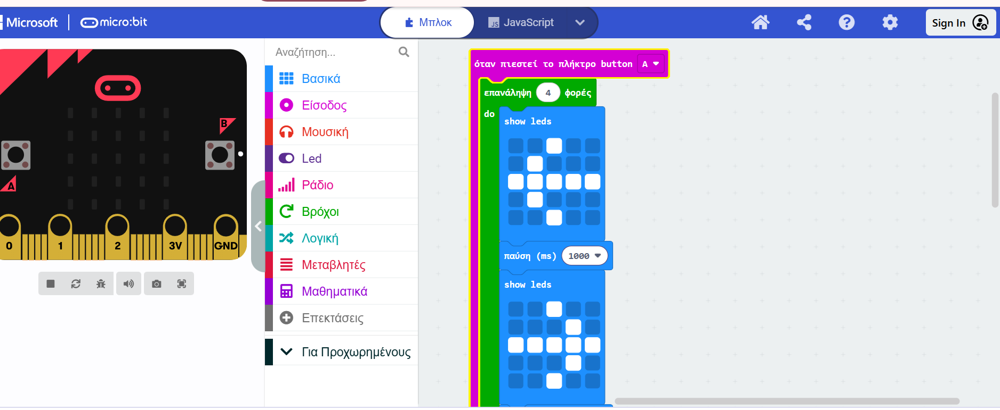 Microsoft
micro:bit
Μπλοκ
JS JavaScript
Sign In
B
A
0 1 2 3V GND
Αναζήτηση...
Βασικά
Είσοδος
Μουσική
Led
Ράδιο
Βρόχοι
Λογική
Μεταβλητές
Μαθηματικά
Επεκτάσεις
Για Προχωρημένους
όταν πιεστεί το πλήκτρο button A
επανάληψη 4 φορές
do
show leds
παύση (ms) 1000
show leds